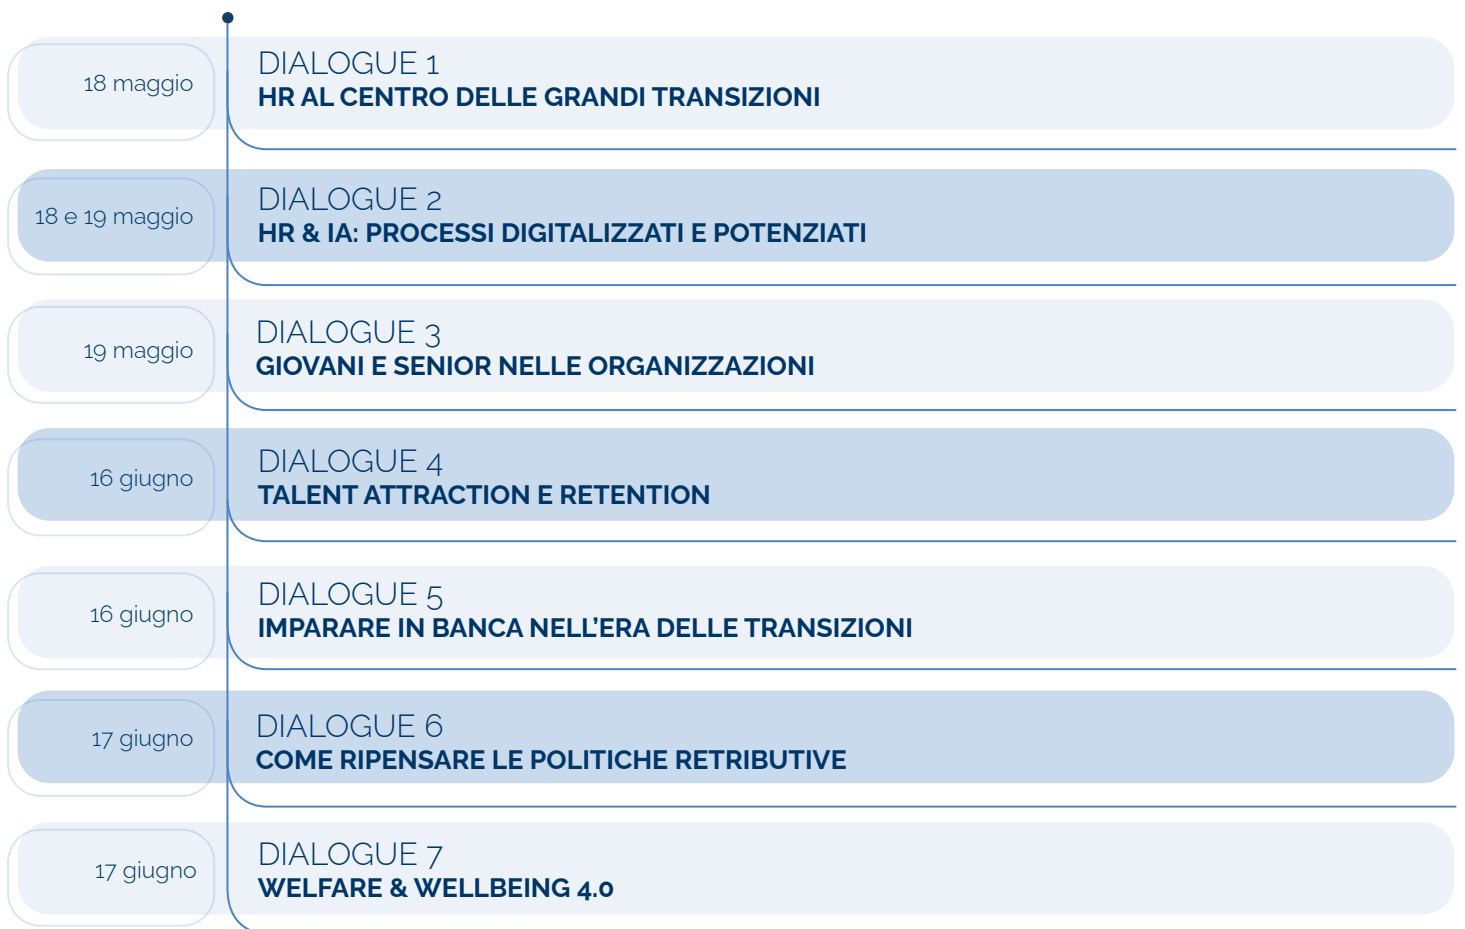 18 maggio
DIALOGUE 1
HR AL CENTRO DELLE GRANDI TRANSIZIONI
18 e 19 maggio
DIALOGUE 2
HR & IA: PROCESSI DIGITALIZZATI E POTENZIATI
19 maggio
DIALOGUE 3
GIOVANI E SENIOR NELLE ORGANIZZAZIONI
16 giugno
DIALOGUE 4
TALENT ATTRACTION E RETENTION
16 giugno
DIALOGUE 5
IMPARARE IN BANCA NELL’ERA DELLE TRANSIZIONI
17 giugno
DIALOGUE 6
COME RIPENSARE LE POLITICHE RETRIBUTIVE
17 giugno
DIALOGUE 7
WELFARE & WELLBEING 4.0